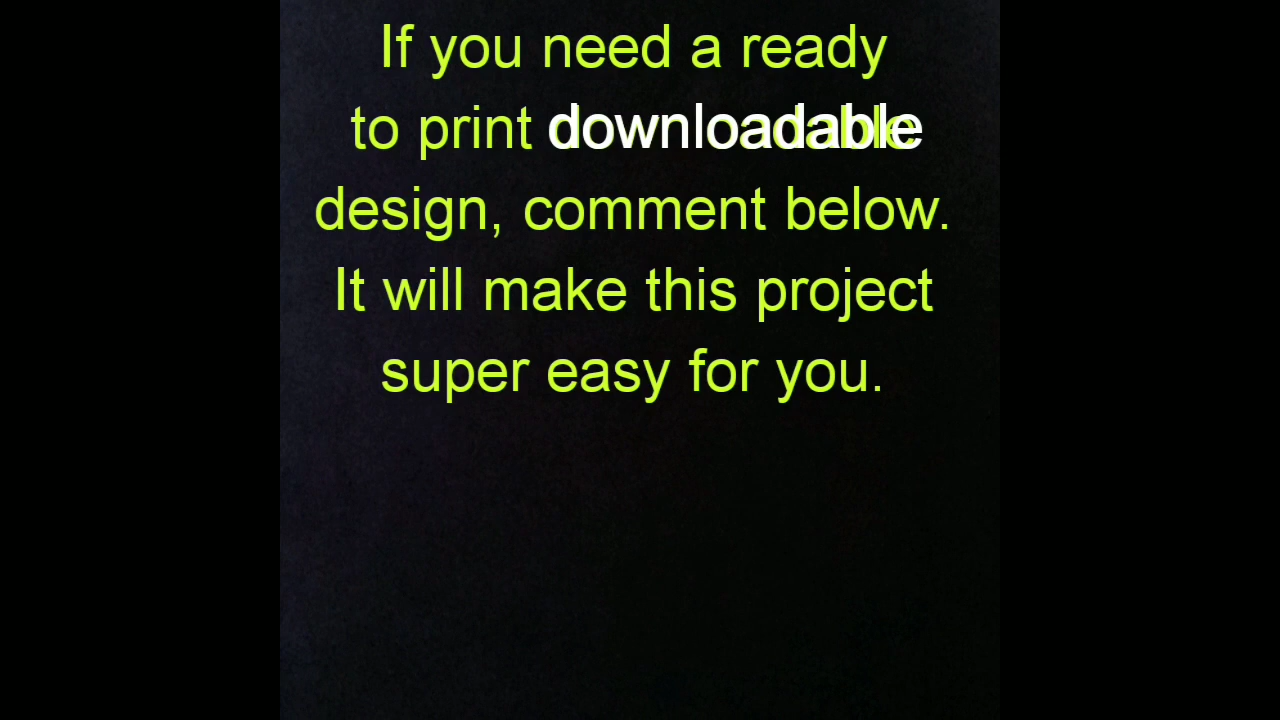 If you need a ready
to print downloadable
design, comment below.
It will make this project
super easy for you.